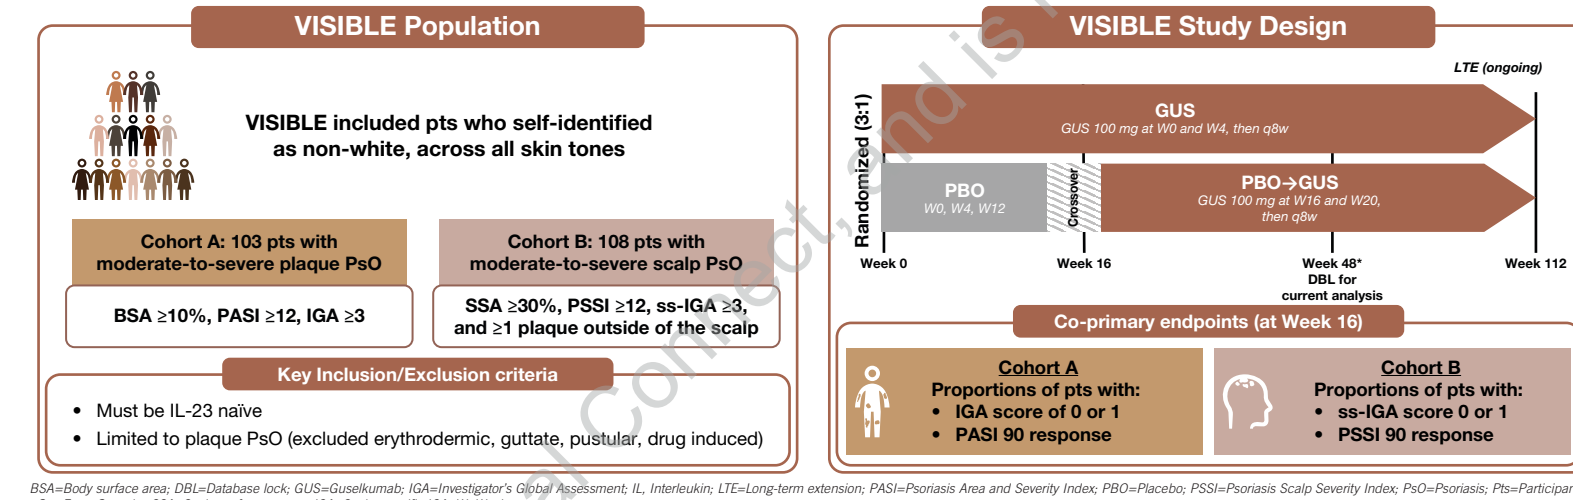 VISIBLE Population
VISIBLE included pts who self-identified
as non-white, across all skin tones
Cohort A: 103 pts with
moderate-to-severe plaque PsO
BSA ≥10%, PASI ≥12, IGA ≥3
Cohort B: 108 pts with
moderate-to-severe scalp PsO
SSA ≥30%, PSSI ≥12, ss-IGA ≥3,
and ≥1 plaque outside of the scalp
Key Inclusion/Exclusion criteria
• Must be IL-23 naïve
• Limited to plaque PsO (excluded erythrodermic, guttate, pustular, drug induced)
VISIBLE Study Design
LTE (ongoing)
Randomized (3:1)
GUS
GUS 100 mg at W0 and W4, then q8w
PBO
W0, W4, W12
Crossover
PBO→GUS
GUS 100 mg at W16 and W20,
then q8w
Week 0
Week 16
Week 48*
DBL for
current analysis
Week 112
Co-primary endpoints (at Week 16)
Cohort A
Proportions of pts with:
• IGA score of 0 or 1
• PASI 90 response
Cohort B
Proportions of pts with:
• ss-IGA score 0 or 1
• PSSI 90 response
BSA=Body surface area; DBL=Database lock; GUS=Guselkumab; IGA=Investigator's Global Assessment; IL, Interleukin; LTE=Long-term extension; PASI=Psoriasis Area and Severity Index; PBO=Placebo; PSSI=Psoriasis Scalp Severity Index; PsO=Psoriasis; Pts=Participan
al Connect, and is